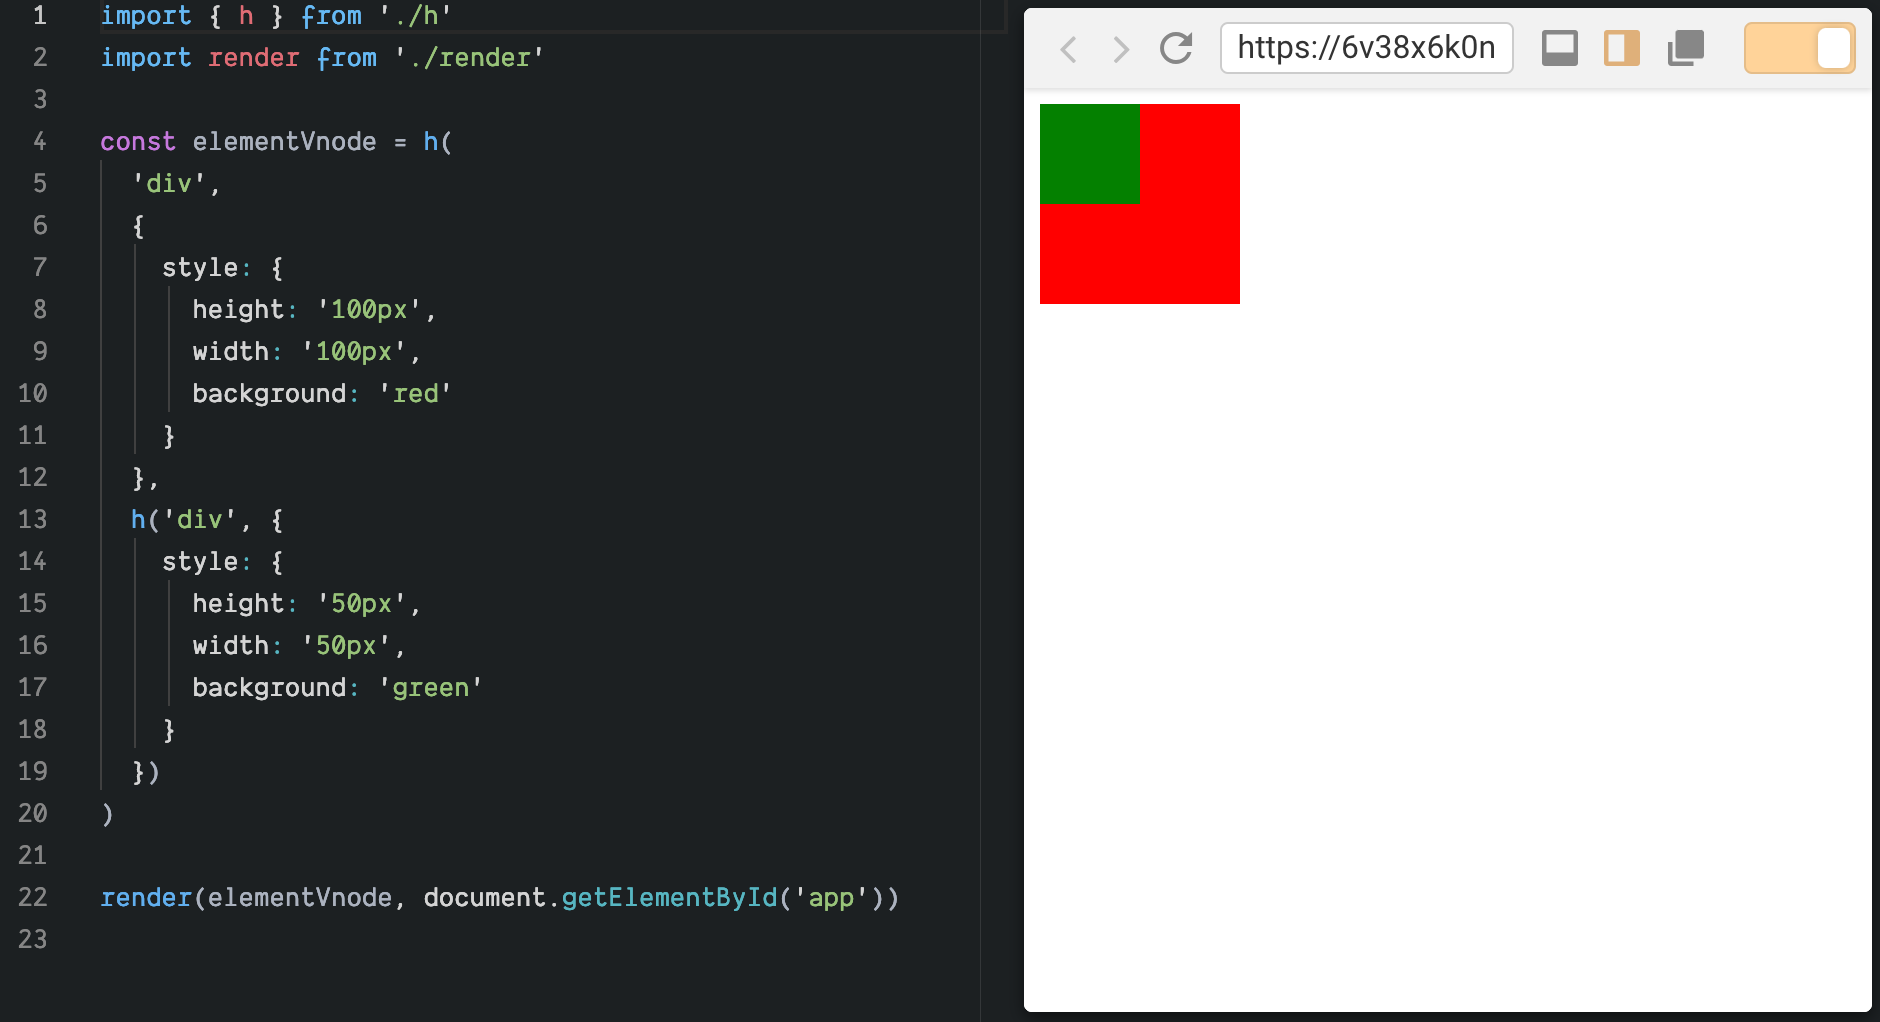 1 import { h } from './h'
2 import render from './render'
3
4 const elementVnode = h(
5 'div',
6 {
7 style: {
8 height: '100px',
9 width: '100px',
10 background: 'red'
11 }
12 },
13 h('div', {
14 style: {
15 height: '50px',
16 width: '50px',
17 background: 'green'
18 }
19 })
20 )
21
22 render(elementVnode, document.getElementById('app'))
23
https://6v38x6k0n